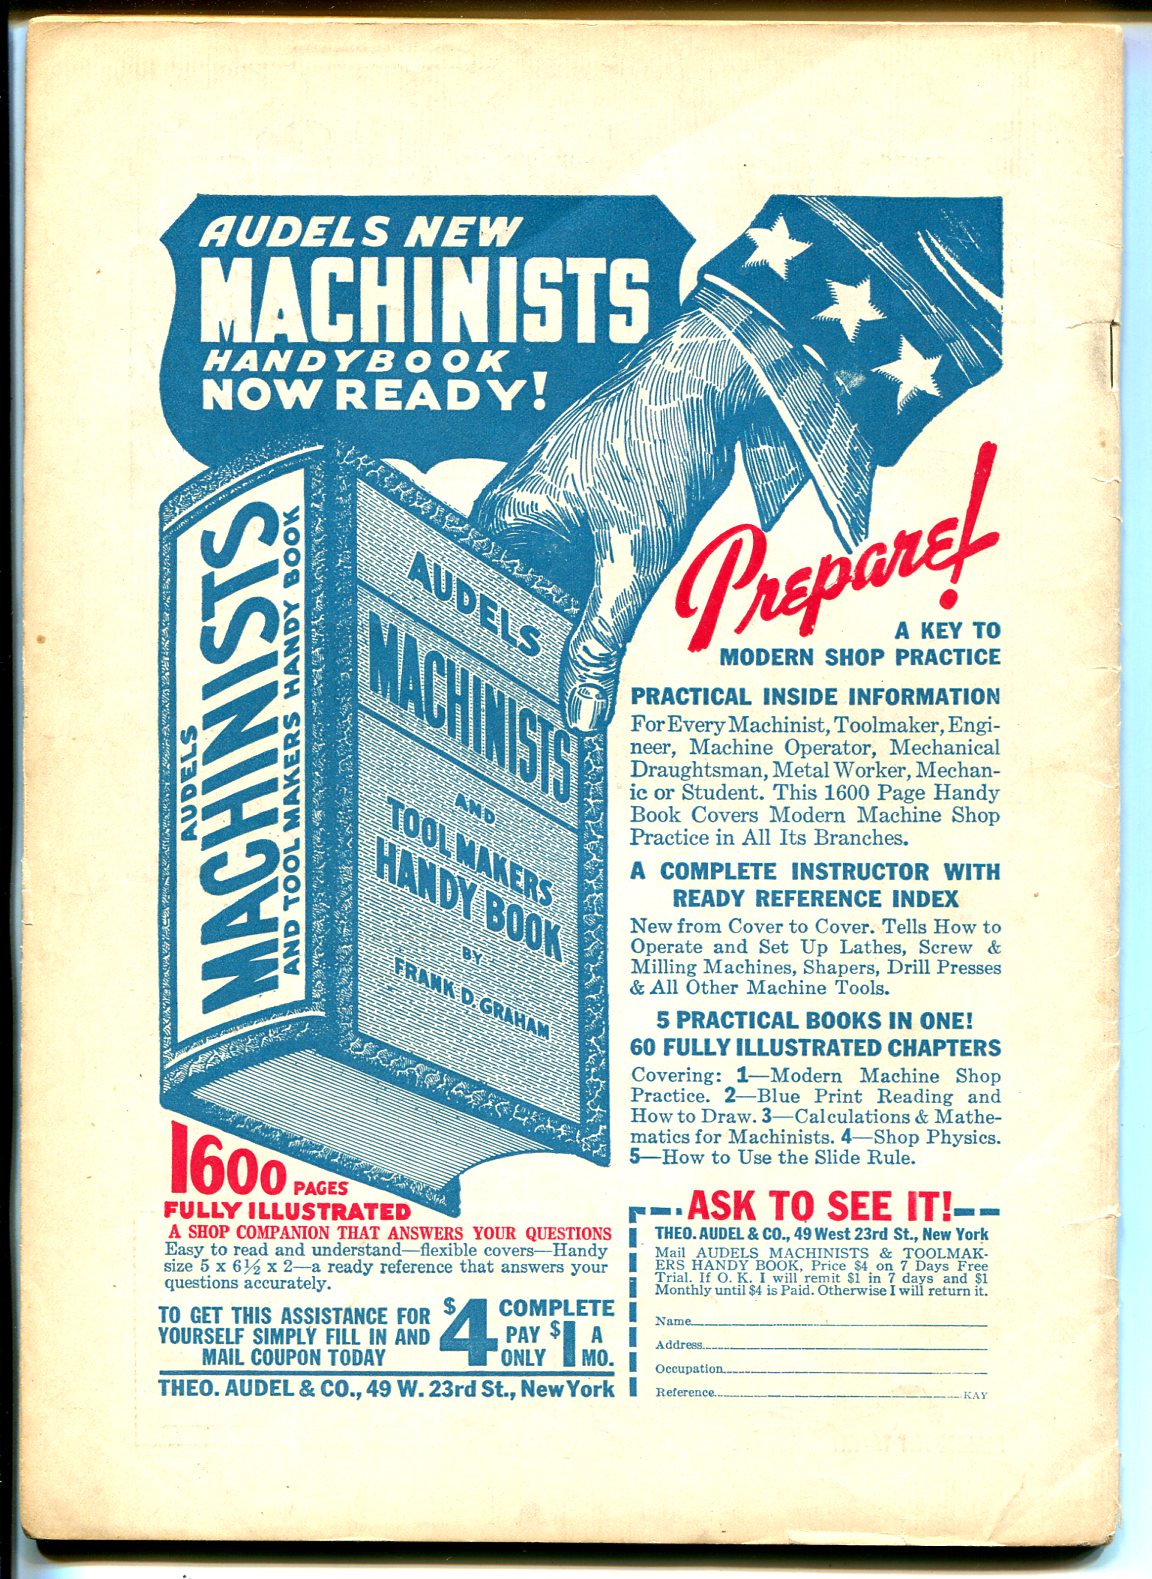 AUDELS NEW
MACHINISTS
HANDYBOOK
NOW READY!
AUDELS
MACHINISTS
AND TOOL MAKERS HANDY BOOK
AUDELS
MACHINISTS
AND
TOOL MAKERS
HANDY BOOK
BY
FRANK D. GRAHAM
Prepare!
A KEY TO
MODERN SHOP PRACTICE
PRACTICAL INSIDE INFORMATION
For Every Machinist, Toolmaker, Engi-
neer, Machine Operator, Mechanical
Draughtsman, Metal Worker, Mechan-
ic or Student. This 1600 Page Handy
Book Covers Modern Machine Shop
Practice in All Its Branches.
A COMPLETE INSTRUCTOR WITH
READY REFERENCE INDEX
New from Cover to Cover. Tells How to
Operate and Set Up Lathes, Screw &
Milling Machines, Shapers, Drill Presses
& All Other Machine Tools.
5 PRACTICAL BOOKS IN ONE!
60 FULLY ILLUSTRATED CHAPTERS
Covering: 1—Modern Machine Shop
Practice. 2—Blue Print Reading and
How to Draw. 3—Calculations & Mathe-
matics for Machinists. 4—Shop Physics.
5—How to Use the Slide Rule.
1600 PAGES
FULLY ILLUSTRATED
A SHOP COMPANION THAT ANSWERS YOUR QUESTIONS
Easy to read and understand—flexible covers—Handy
size 5 x 6½ x 2—a ready reference that answers your
questions accurately.
TO GET THIS ASSISTANCE FOR
YOURSELF SIMPLY FILL IN AND
MAIL COUPON TODAY
$4 COMPLETE
PAY ONLY $1 A MO.
THEO. AUDEL & CO., 49 W. 23rd St., New York
ASK TO SEE IT!
THEO. AUDEL & CO., 49 West 23rd St., New York
Mail AUDELS MACHINISTS & TOOLMAK-
ERS HANDY BOOK, Price $4 on 7 Days Free
Trial. If O. K. I will remit $1 in 7 days and $1
Monthly until $4 is Paid. Otherwise I will return it.
Name
Address
Occupation
Reference KAY